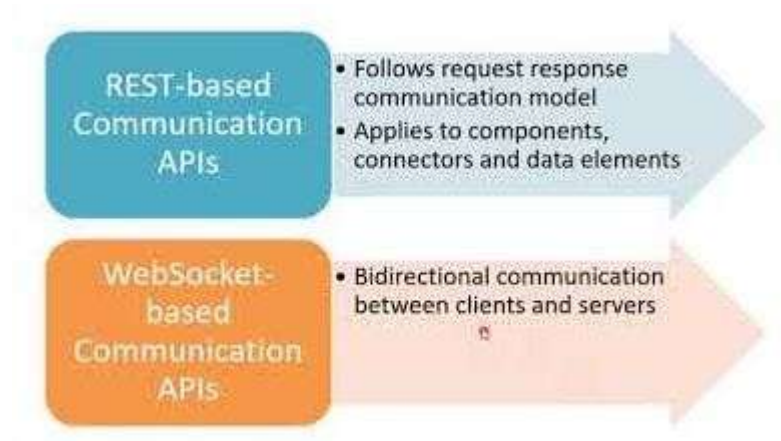 REST-based
Communication
APIs
• Follows request response
communication model
• Applies to components,
connectors and data elements
WebSocket-
based
Communication
APIs
• Bidirectional communication
between clients and servers